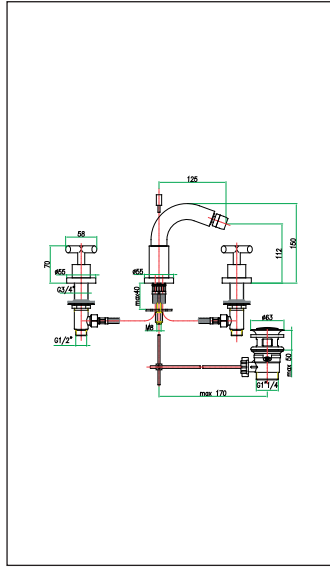 125
58
150
70
112
ø55
ø55
G3/4"
max40
M8
G1/2"
ø63
max 50
G1"1/4
max 170